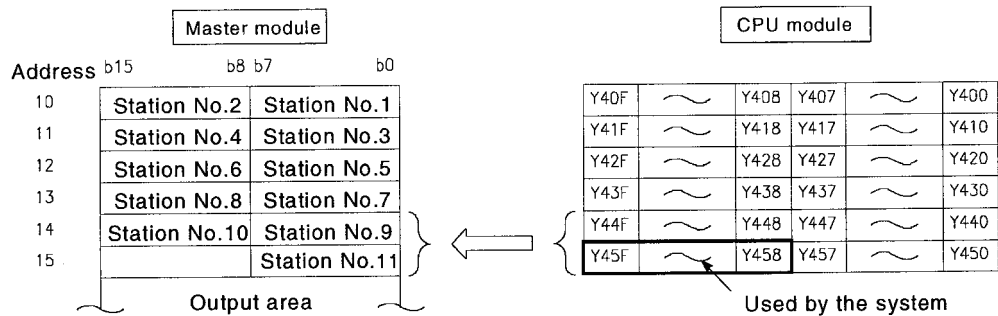 Master module
CPU module
Address b15 b8 b7 b0
10 Station No.2 Station No.1 Y40F Y408 Y407 Y400
11 Station No.4 Station No.3 Y41F Y418 Y417 Y410
12 Station No.6 Station No.5 Y42F Y428 Y427 Y420
13 Station No.8 Station No.7 Y43F Y438 Y437 Y430
14 Station No.10 Station No.9 Y44F Y448 Y447 Y440
15 Station No.11 Y45F Y458 Y457 Y450
Output area
Used by the system